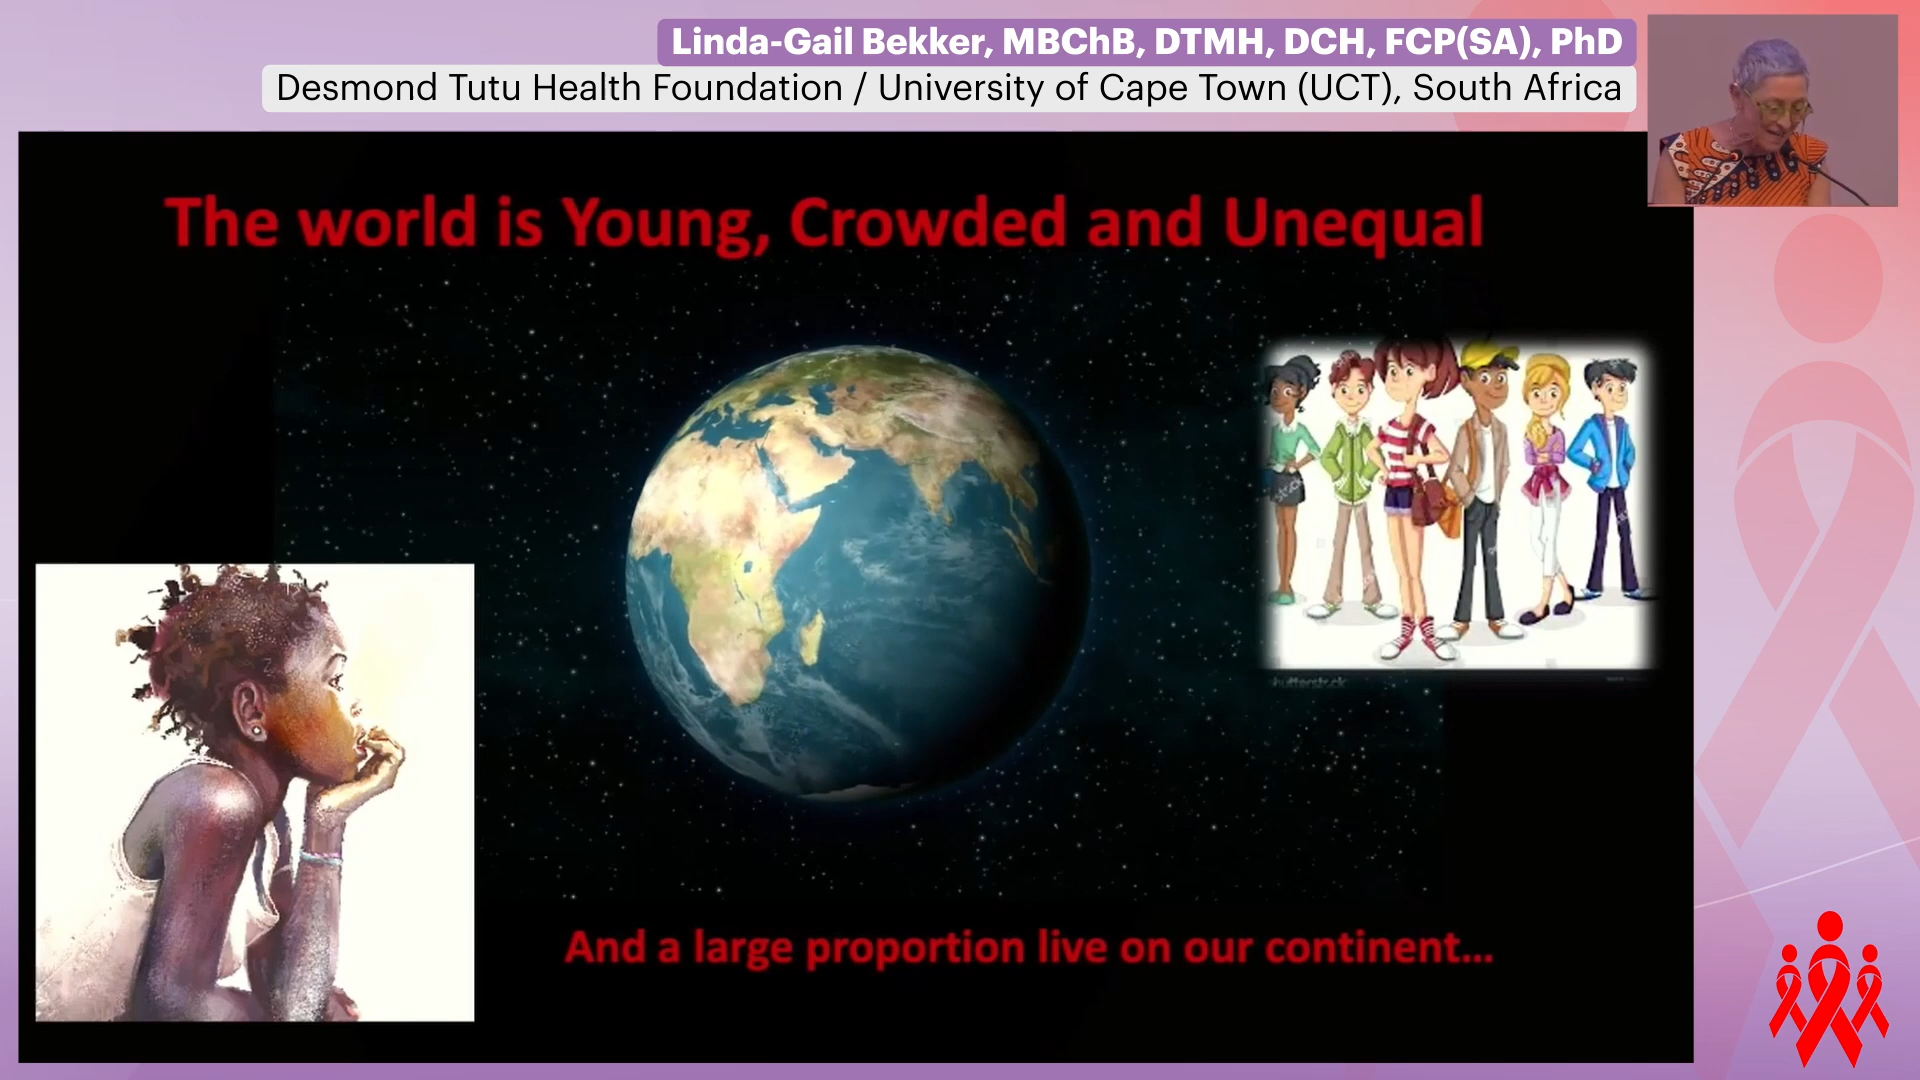 Linda-Gail Bekker, MBChB, DTMH, DCH, FCP(SA), PhD
Desmond Tutu Health Foundation / University of Cape Town (UCT), South Africa
The world is Young, Crowded and Unequal
And a large proportion live on our continent...